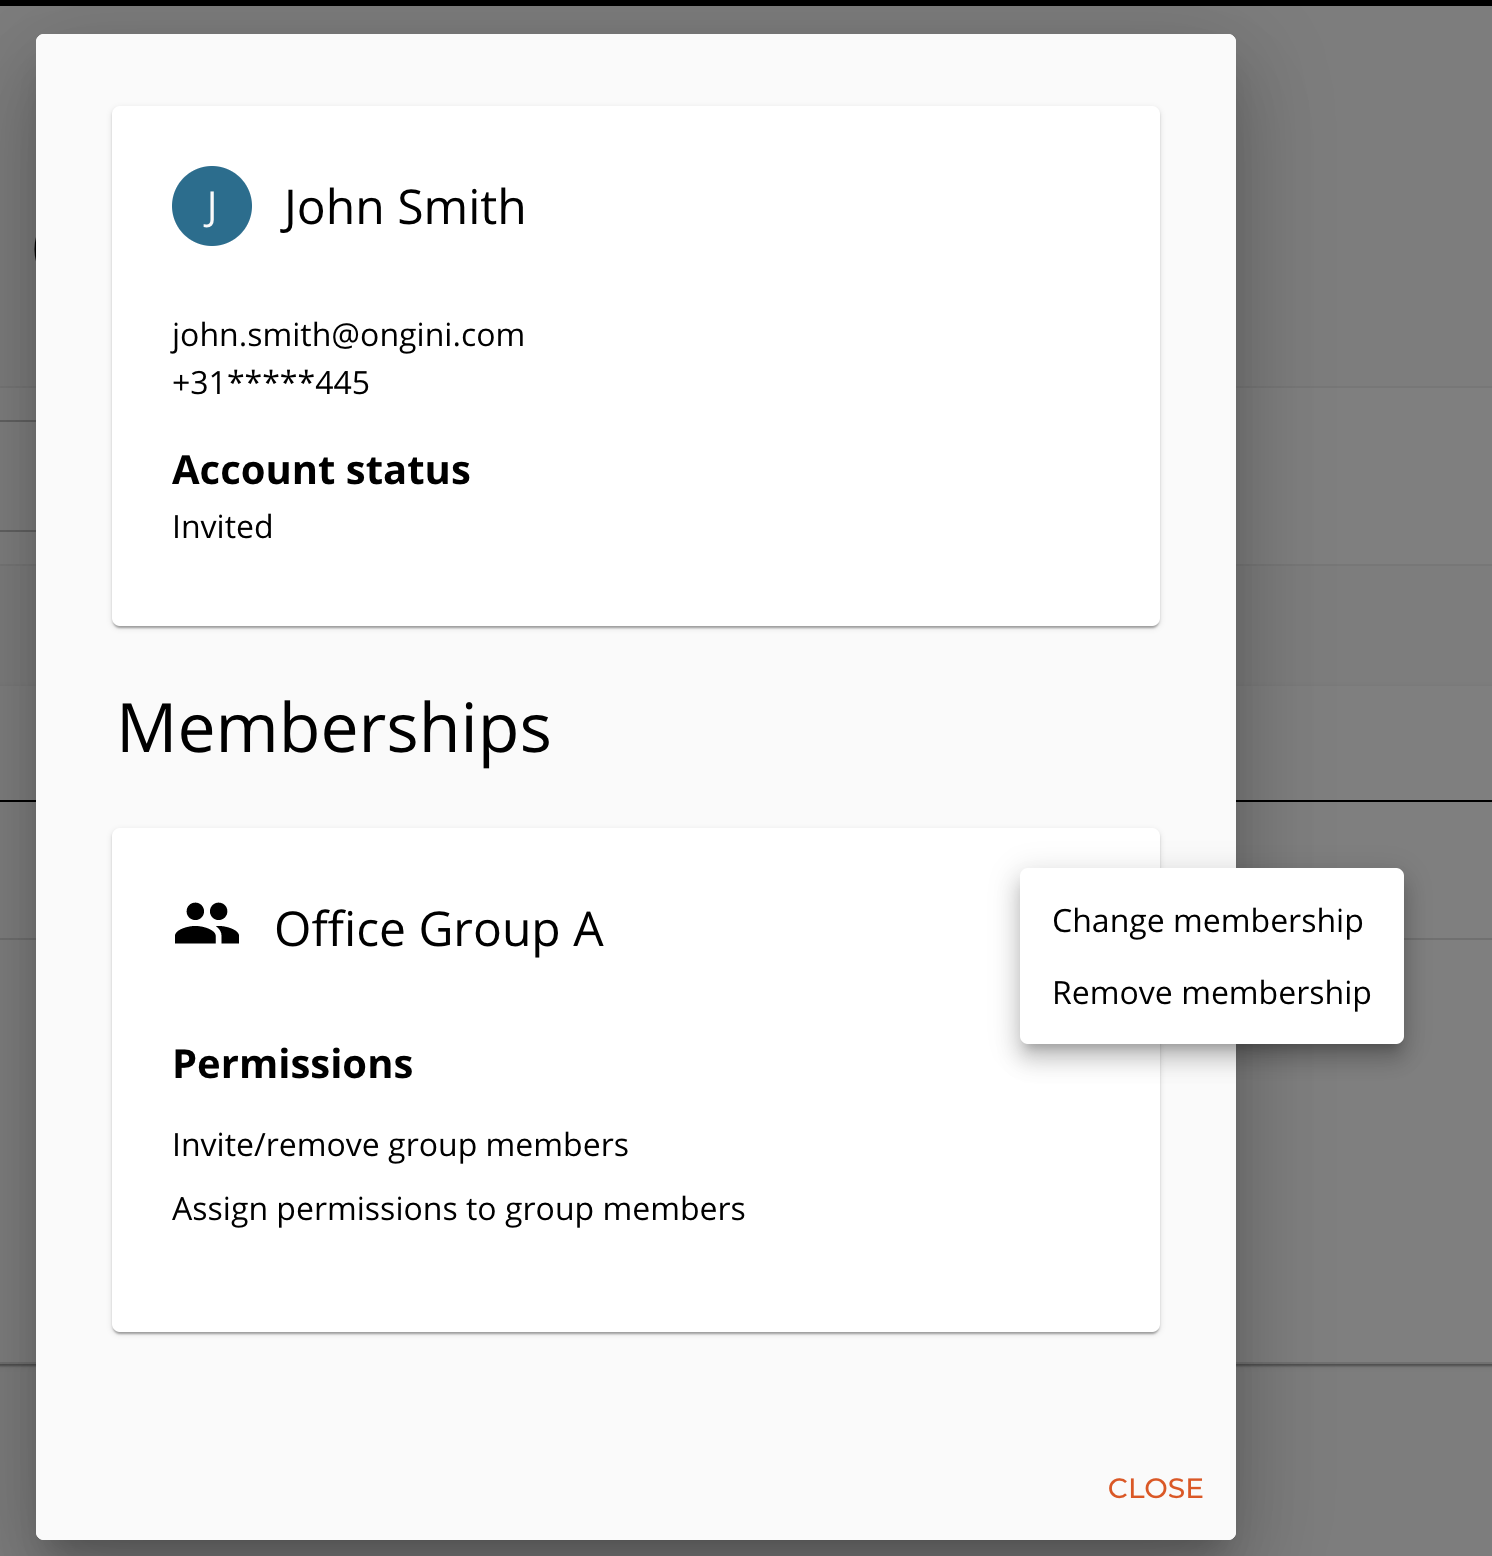 J
John Smith
john.smith@ongini.com
+31*****445
Account status
Invited
Memberships
Office Group A
Change membership
Remove membership
Permissions
Invite/remove group members
Assign permissions to group members
CLOSE